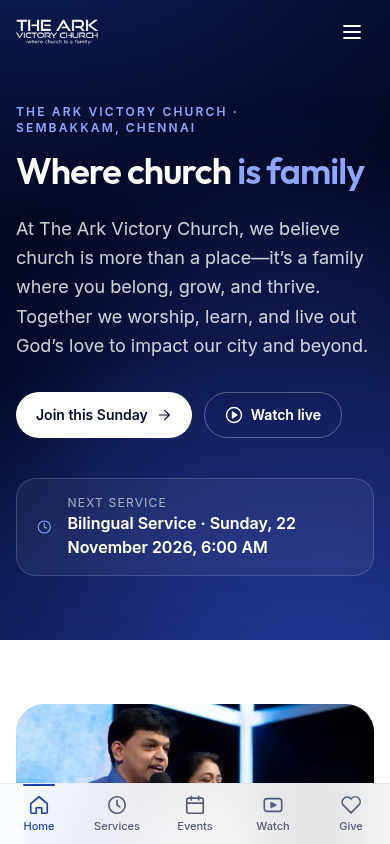 THE ARK
VICTORY CHURCH
-where church is a family-
THE ARK VICTORY CHURCH ·
SEMBAKKAM, CHENNAI
Where church is family
At The Ark Victory Church, we believe
church is more than a place—it’s a family
where you belong, grow, and thrive.
Together we worship, learn, and live out
God’s love to impact our city and beyond.
Join this Sunday
Watch live
NEXT SERVICE
Bilingual Service · Sunday, 22
November 2026, 6:00 AM
Home
Services
Events
Watch
Give